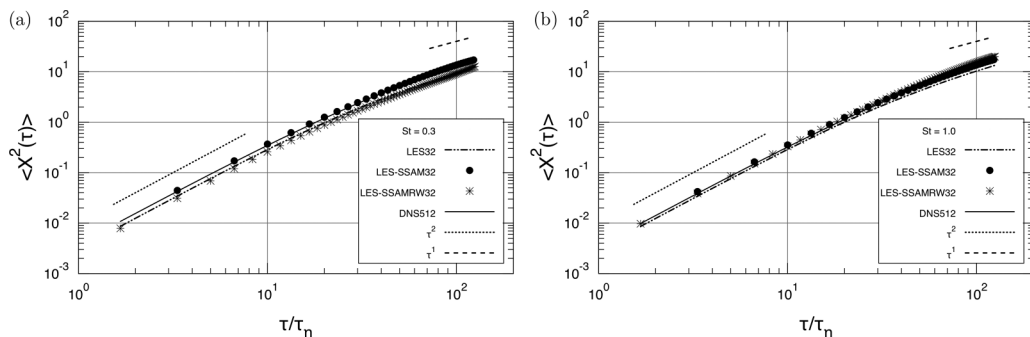 (a)
10²
10¹
10⁰
10⁻¹
10⁻²
10⁻³
<X²(τ)>
St = 0.3
LES32
LES-SSAM32
LES-SSAMRW32
DNS512
τ²
τ¹
10⁰
10¹
10²
τ/τₙ
(b)
10²
10¹
10⁰
10⁻¹
10⁻²
10⁻³
<X²(τ)>
St = 1.0
LES32
LES-SSAM32
LES-SSAMRW32
DNS512
τ²
τ¹
10⁰
10¹
10²
τ/τₙ